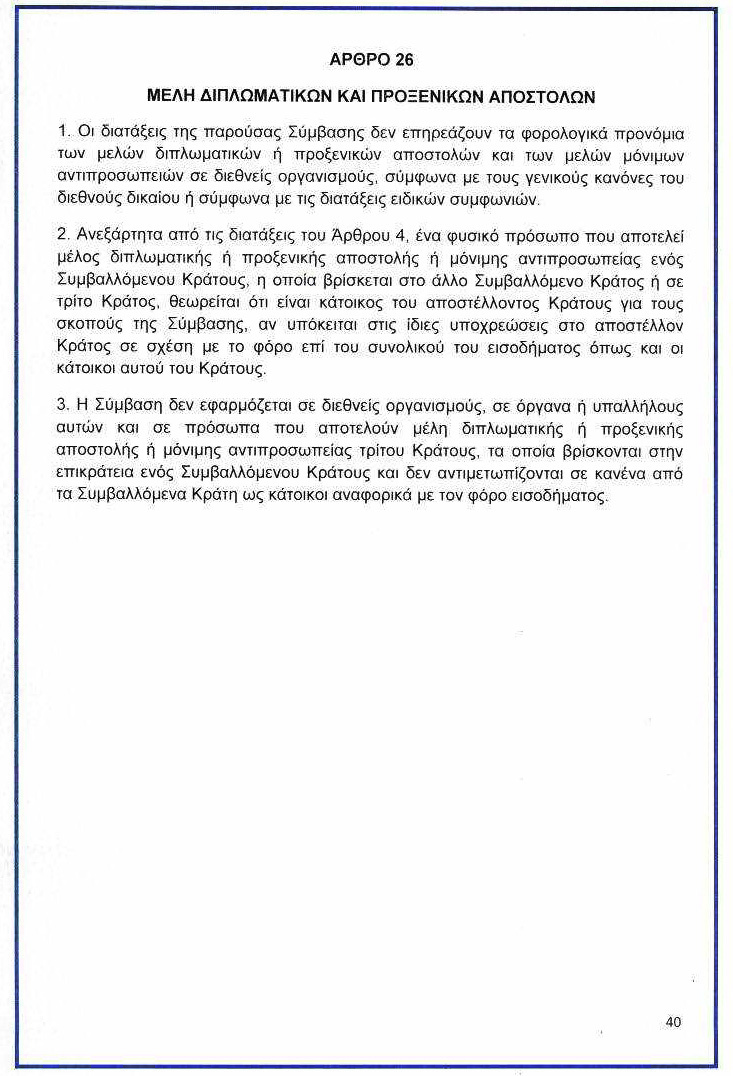 ΑΡΘΡΟ 26
ΜΕΛΗ ΔΙΠΛΩΜΑΤΙΚΩΝ ΚΑΙ ΠΡΟΞΕΝΙΚΩΝ ΑΠΟΣΤΟΛΩΝ
1. Οι διατάξεις της παρούσας Σύμβασης δεν επηρεάζουν τα φορολογικά προνόμια
των μελών διπλωματικών ή προξενικών αποστολών και των μελών μόνιμων
αντιπροσωπειών σε διεθνείς οργανισμούς, σύμφωνα με τους γενικούς κανόνες του
διεθνούς δικαίου ή σύμφωνα με τις διατάξεις ειδικών συμφωνιών.
2. Ανεξάρτητα από τις διατάξεις του Άρθρου 4, ένα φυσικό πρόσωπο που αποτελεί
μέλος διπλωματικής ή προξενικής αποστολής ή μόνιμης αντιπροσωπείας ενός
Συμβαλλόμενου Κράτους, η οποία βρίσκεται στο άλλο Συμβαλλόμενο Κράτος ή σε
τρίτο Κράτος, θεωρείται ότι είναι κάτοικος του αποστέλλοντος Κράτους για τους
σκοπούς της Σύμβασης, αν υπόκειται στις ίδιες υποχρεώσεις στο αποστέλλον
Κράτος σε σχέση με το φόρο επί του συνολικού του εισοδήματος όπως και οι
κάτοικοι αυτού του Κράτους.
3. Η Σύμβαση δεν εφαρμόζεται σε διεθνείς οργανισμούς, σε όργανα ή υπαλλήλους
αυτών και σε πρόσωπα που αποτελούν μέλη διπλωματικής ή προξενικής
αποστολής ή μόνιμης αντιπροσωπείας τρίτου Κράτους, τα οποία βρίσκονται στην
επικράτεια ενός Συμβαλλόμενου Κράτους και δεν αντιμετωπίζονται σε κανένα από
τα Συμβαλλόμενα Κράτη ως κάτοικοι αναφορικά με τον φόρο εισοδήματος.
40